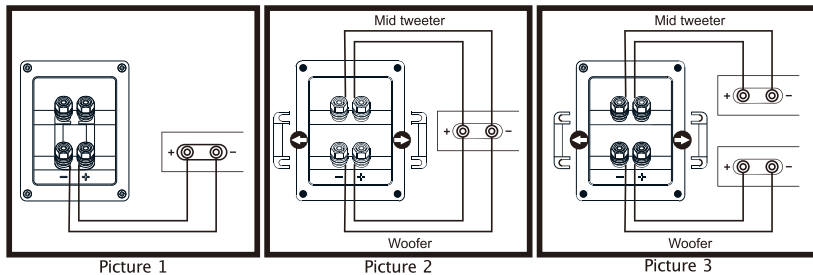 Mid tweeter
Mid tweeter
+ −
− +
+ −
− +
+ −
− +
+ −
Woofer
Woofer
Picture 1
Picture 2
Picture 3